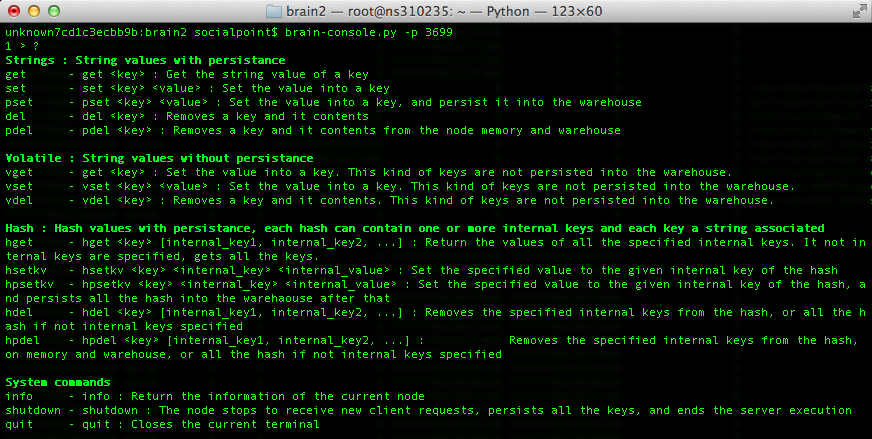 brain2 — root@ns310235: ~ — Python — 123×60
unknown7cd1c3ecbb9b:brain2 socialpoint$ brain-console.py -p 3699
1 > ?
Strings : String values with persistance
get      - get <key> : Get the string value of a key
set      - set <key> <value> : Set the value into a key
pset     - pset <key> <value> : Set the value into a key, and persist it into the warehouse
del      - del <key> : Removes a key and it contents
pdel     - pdel <key> : Removes a key and it contents from the node memory and warehouse
Volatile : String values without persistance
vget     - get <key> : Set the value into a key. This kind of keys are not persisted into the warehouse.
vset     - vset <key> <value> : Set the value into a key. This kind of keys are not persisted into the warehouse.
vdel     - vdel <key> : Removes a key and it contents. This kind of keys are not persisted into the warehouse.
Hash : Hash values with persistance, each hash can contain one or more internal keys and each key a string associated
hget     - hget <key> [internal_key1, internal_key2, ...] : Return the values of all the specified internal keys. It not in
ternal keys are specified, gets all the keys.
hsetkv   - hsetkv <key> <internal_key> <internal_value> : Set the specified value to the given internal key of the hash
hpsetkv  - hpsetkv <key> <internal_key> <internal_value> : Set the specified value to the given internal key of the hash, a
nd persists all the hash into the warehaouse after that
hdel     - hdel <key> [internal_key1, internal_key2, ...] : Removes the specified internal keys from the hash, or all the h
ash if not internal keys specified
hpdel    - hpdel <key> [internal_key1, internal_key2, ...] :            Removes the specified internal keys from the hash,
on memory and warehouse, or all the hash if not internal keys specified
System commands
info     - info : Return the information of the current node
shutdown - shutdown : The node stops to receive new client requests, persists all the keys, and ends the server execution
quit     - quit : Closes the current terminal